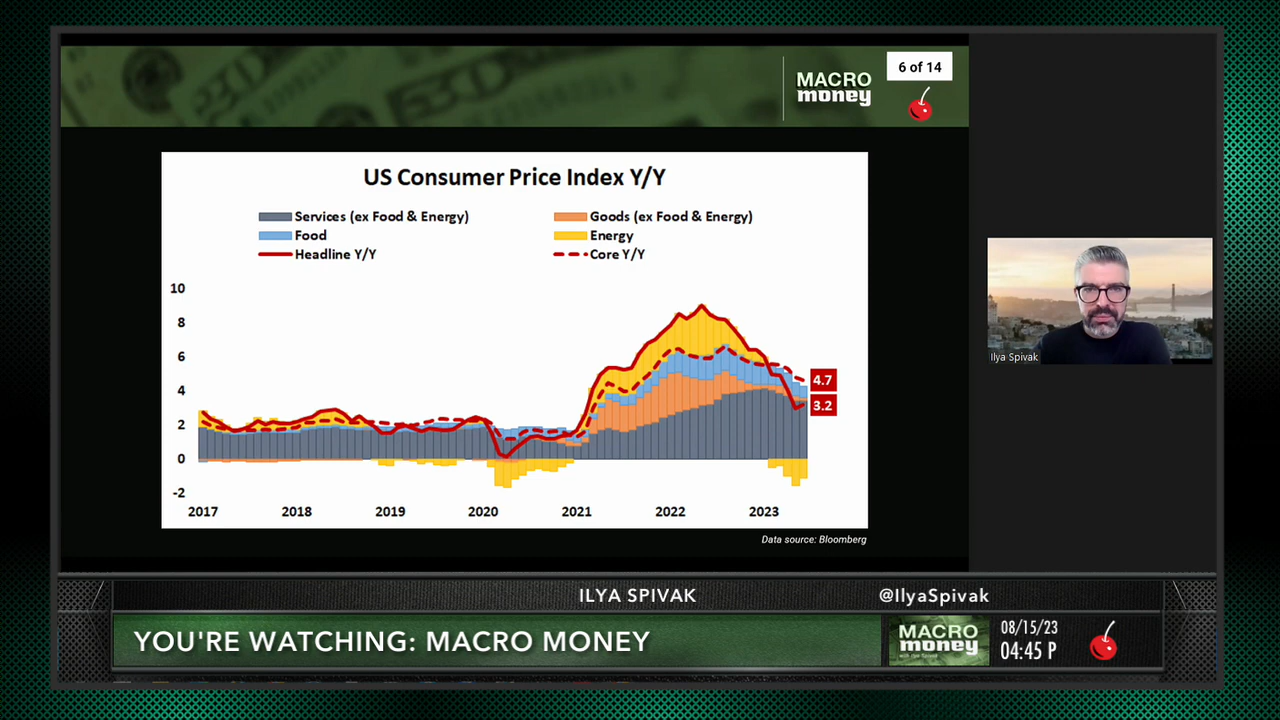 MACRO
money
6 of 14
US Consumer Price Index Y/Y
Services (ex Food & Energy)
Goods (ex Food & Energy)
Food
Energy
Headline Y/Y
Core Y/Y
10
8
6
4
2
0
-2
4.7
3.2
2017
2018
2019
2020
2021
2022
2023
Data source: Bloomberg
Ilya Spivak
ILYA SPIVAK
@IlyaSpivak
YOU'RE WATCHING: MACRO MONEY
MACRO
money
08/15/23
04:45 P